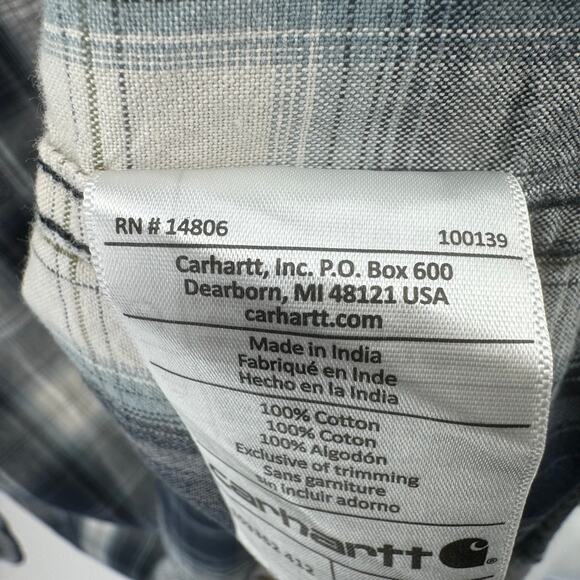 RN # 14806 100139
Carhartt, Inc. P.O. Box 600
Dearborn, MI 48121 USA
carhartt.com
Made in India
Fabriqué en Inde
Hecho en la India
100% Cotton
100% Coton
100% Algodón
Exclusive of trimming
Sans garniture
sin incluir adorno
carhartt